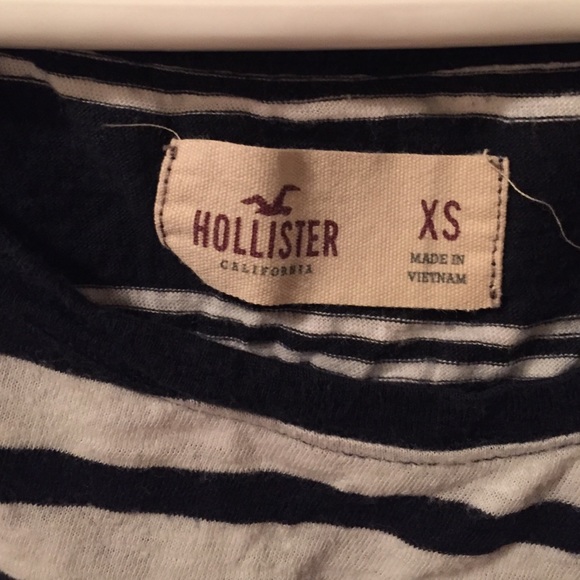 HOLLISTER
CALIFORNIA
XS
MADE IN
VIETNAM